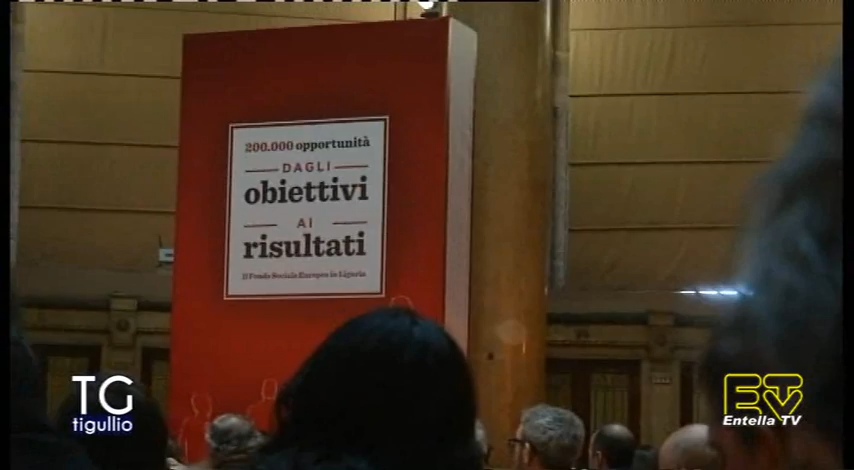 200.000 opportunità
DAGLI
obiettivi
AI
risultati
Il Fondo Sociale Europeo in Liguria
TG
tigullio
ETV
Entella TV